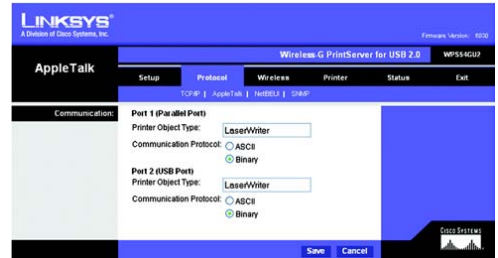 LINKSYS®
A Division of Cisco Systems, Inc.
Firmware Version: 6030
Wireless-G PrintServer for USB 2.0
WPS54GU2
AppleTalk
Setup
Protocol
Wireless
Printer
Status
Exit
TCP/IP | AppleTalk | NetBEUI | SNMP
Communication:
Port 1 (Parallel Port)
Printer Object Type: LaserWriter
Communication Protocol: ASCII
Binary
Port 2 (USB Port)
Printer Object Type: LaserWriter
Communication Protocol: ASCII
Binary
Save Cancel
CISCO SYSTEMS